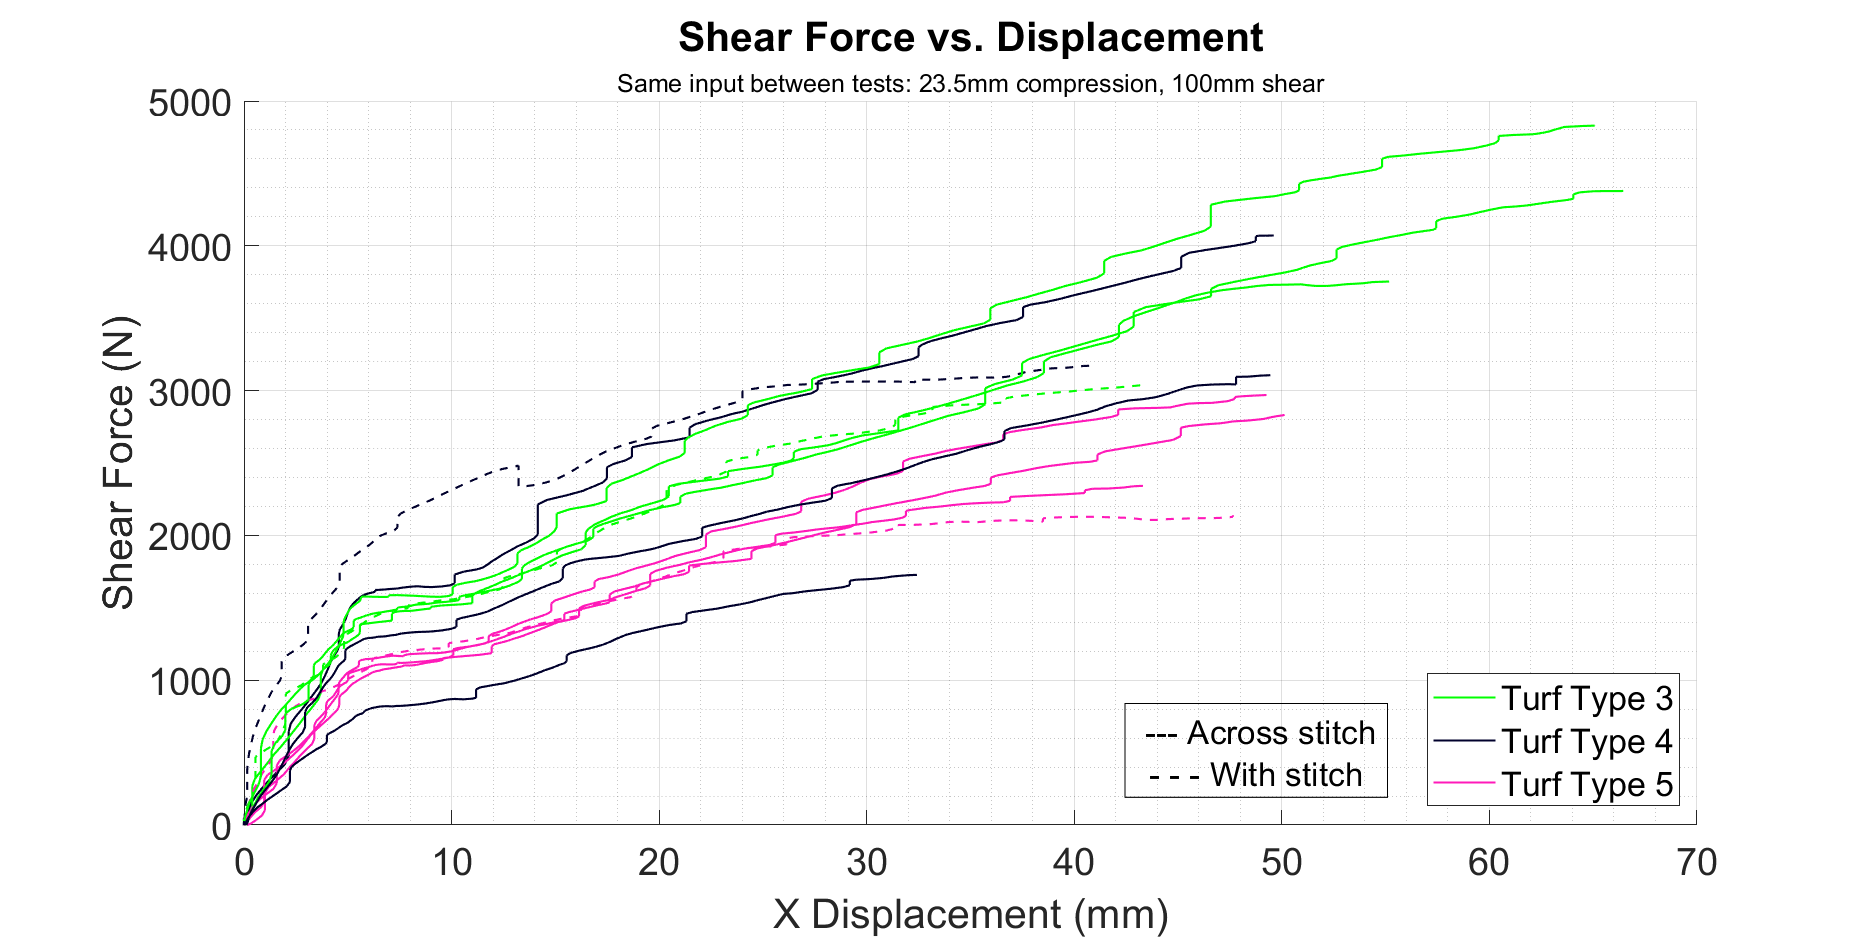 Shear Force vs. Displacement
Same input between tests: 23.5mm compression, 100mm shear
5000
4000
3000
2000
1000
0
Shear Force (N)
0 10 20 30 40 50 60 70
X Displacement (mm)
--- Across stitch
- - - With stitch
Turf Type 3
Turf Type 4
Turf Type 5